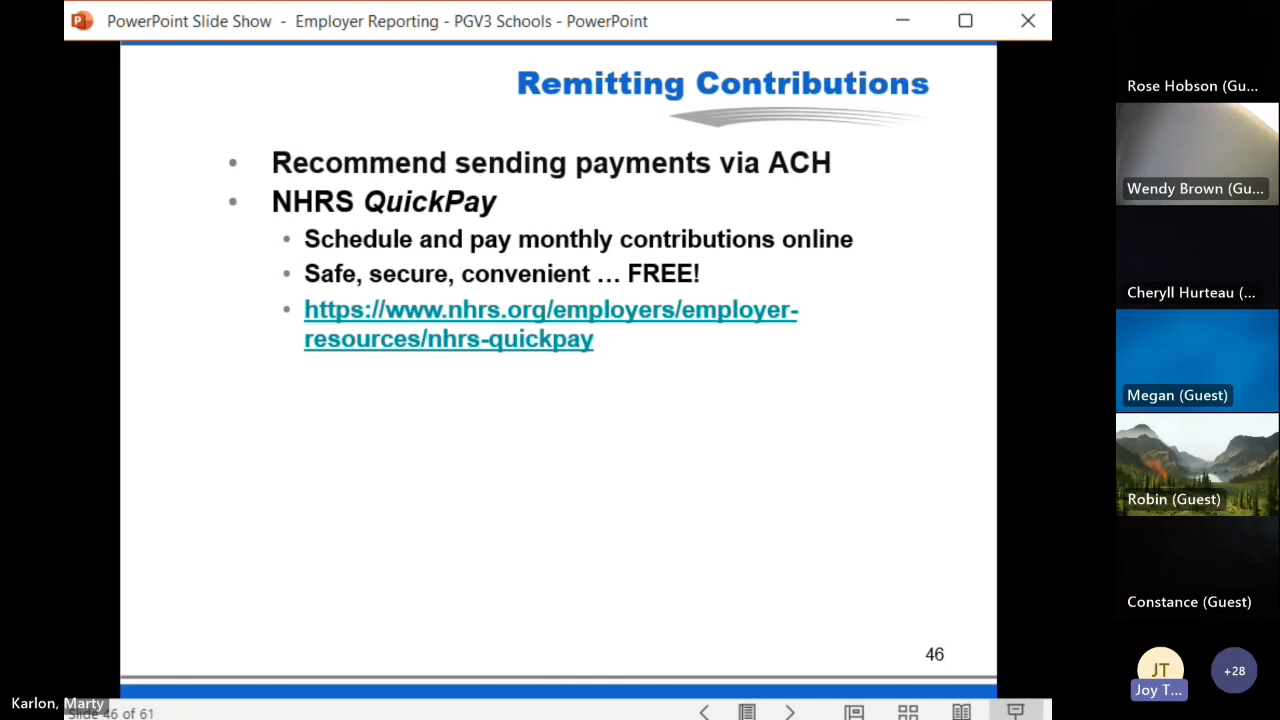 PowerPoint Slide Show - Employer Reporting - PGV3 Schools - PowerPoint
Remitting Contributions
• Recommend sending payments via ACH
• NHRS QuickPay
• Schedule and pay monthly contributions online
• Safe, secure, convenient … FREE!
• https://www.nhrs.org/employers/employer-
resources/nhrs-quickpay
46
Slide 46 of 61
Karlon, Marty
Rose Hobson (Gu...
Wendy Brown (Gu...
Cheryll Hurteau (...
Megan (Guest)
Robin (Guest)
Constance (Guest)
JT
Joy T...
+28